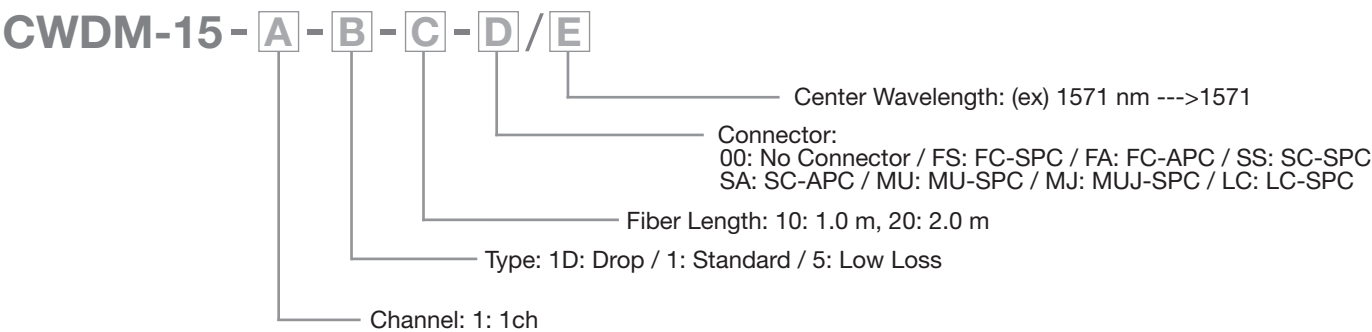 CWDM-15-A-B-C-D/E
Center Wavelength: (ex) 1571 nm --->1571
Connector:
00: No Connector / FS: FC-SPC / FA: FC-APC / SS: SC-SPC
SA: SC-APC / MU: MU-SPC / MJ: MUJ-SPC / LC: LC-SPC
Fiber Length: 10: 1.0 m, 20: 2.0 m
Type: 1D: Drop / 1: Standard / 5: Low Loss
Channel: 1: 1ch